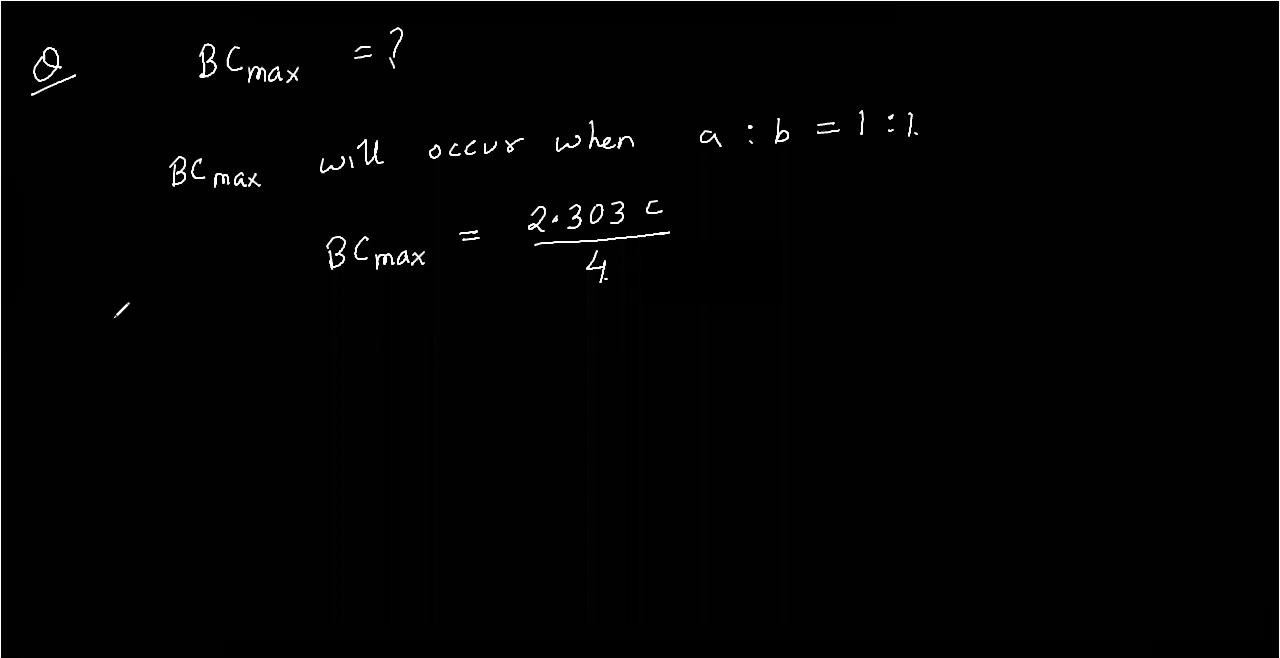 Q BCmax = ?
BCmax will occur when a : b = 1 : 1.
BCmax = 2.303 c / 4